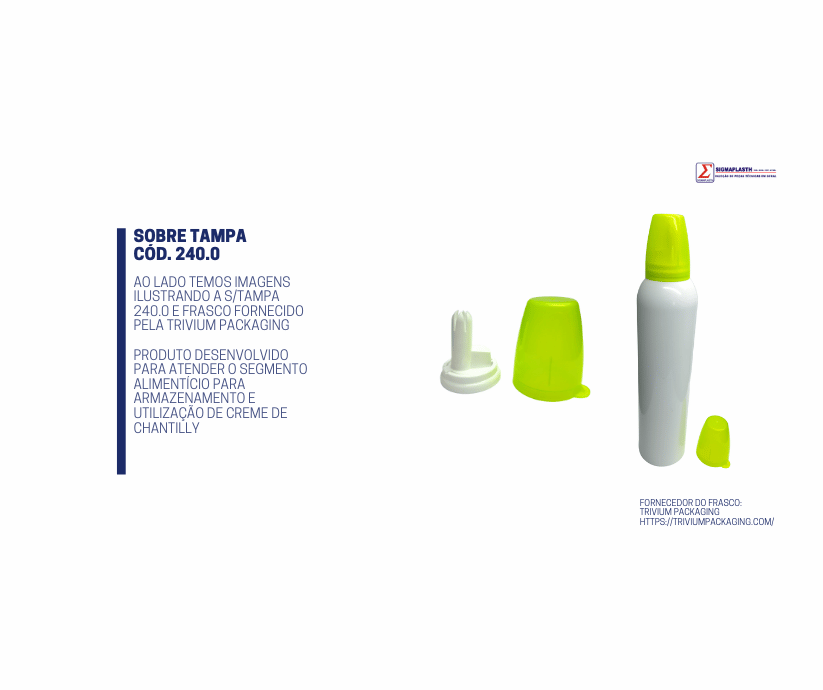 SIGMAPLASTH
SOBRE TAMPA
CÓD. 240.0
AO LADO TEMOS IMAGENS
ILUSTRANDO A S/TAMPA
240.0 E FRASCO FORNECIDO
PELA TRIVIUM PACKAGING
PRODUTO DESENVOLVIDO
PARA ATENDER O SEGMENTO
ALIMENTÍCIO PARA
ARMAZENAMENTO E
UTILIZAÇÃO DE CREME DE
CHANTILLY
FORNECEDOR DO FRASCO:
TRIVIUM PACKAGING
HTTPS://TRIVIUMPACKAGING.COM/